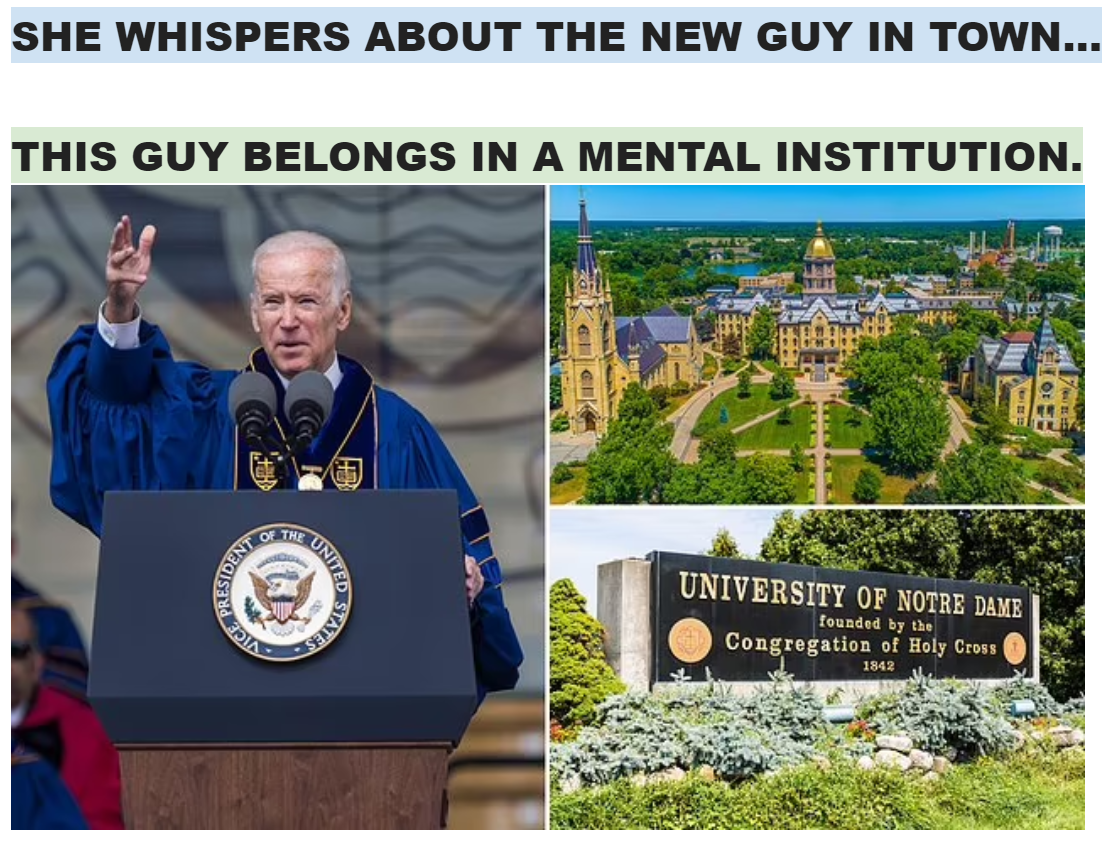 SHE WHISPERS ABOUT THE NEW GUY IN TOWN...
THIS GUY BELONGS IN A MENTAL INSTITUTION.
VICE PRESIDENT OF THE UNITED STATES
UNIVERSITY OF NOTRE DAME
founded by the
Congregation of Holy Cross
1842